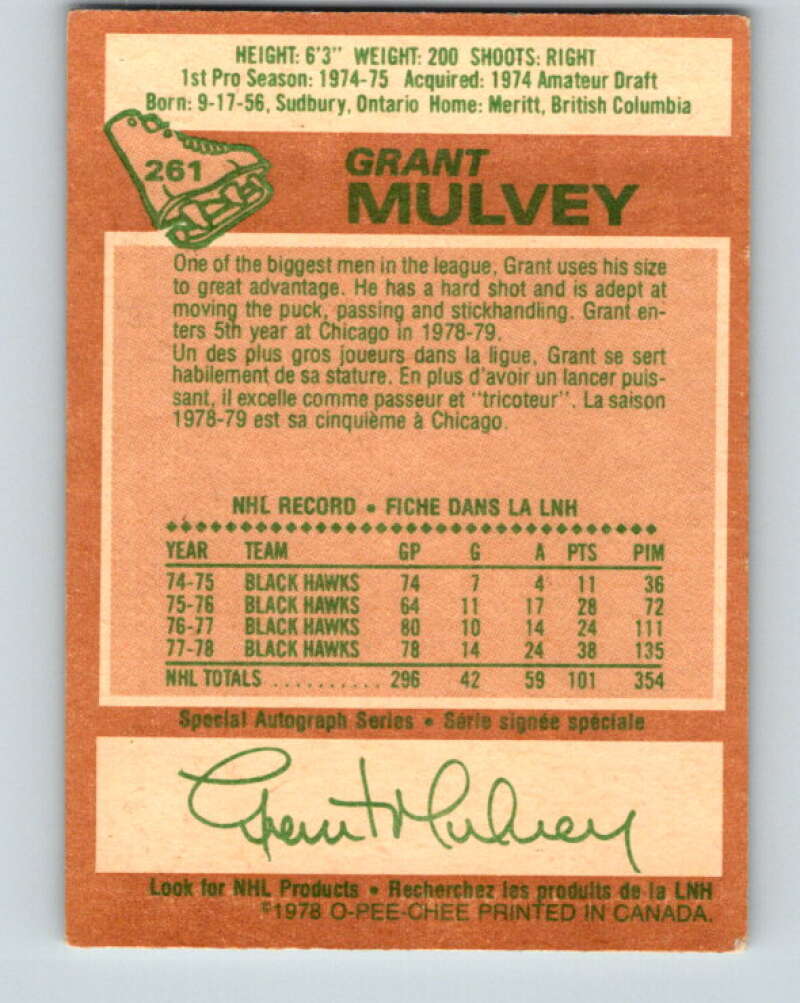 HEIGHT: 6'3" WEIGHT: 200 SHOOTS: RIGHT
1st Pro Season: 1974-75 Acquired: 1974 Amateur Draft
Born: 9-17-56, Sudbury, Ontario Home: Meritt, British Columbia
261
GRANT
MULVEY
One of the biggest men in the league, Grant uses his size
to great advantage. He has a hard shot and is adept at
moving the puck, passing and stickhandling. Grant en-
ters 5th year at Chicago in 1978-79.
Un des plus gros joueurs dans la ligue, Grant se sert
habilement de sa stature. En plus d'avoir un lancer puis-
sant, il excelle comme passeur et "tricoteur". La saison
1978-79 est sa cinquième à Chicago.
NHL RECORD • FICHE DANS LA LNH
YEAR TEAM GP G A PTS PIM
74-75 BLACK HAWKS 74 7 4 11 36
75-76 BLACK HAWKS 64 11 17 28 72
76-77 BLACK HAWKS 80 10 14 24 111
77-78 BLACK HAWKS 78 14 24 38 135
NHL TOTALS .......... 296 42 59 101 354
Special Autograph Series • Série signée spéciale
Grant Mulvey
Look for NHL Products • Recherchez les produits de la LNH
©1978 O-PEE-CHEE PRINTED IN CANADA.